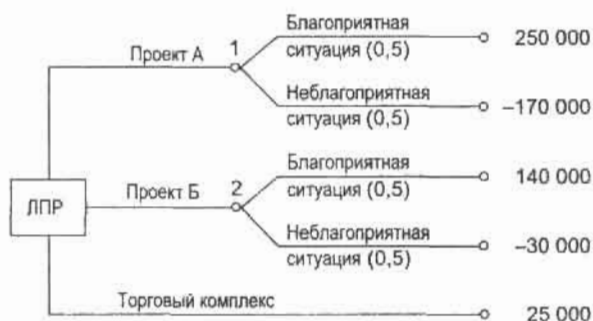 Благоприятная
ситуация (0,5)
250 000
Проект А
1
Неблагоприятная
ситуация (0,5)
–170 000
Благоприятная
ситуация (0,5)
140 000
ЛПР
Проект Б
2
Неблагоприятная
ситуация (0,5)
–30 000
Торговый комплекс
25 000